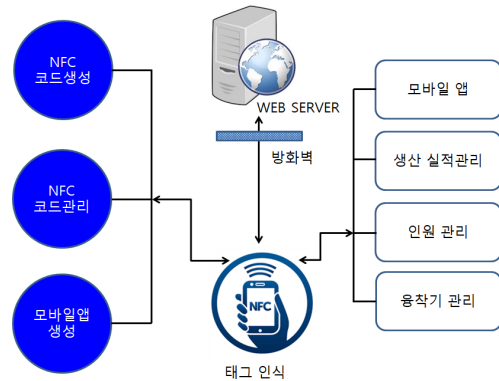 NFC
코드생성
NFC
코드관리
모바일앱
생성
WEB SERVER
방화벽
NFC
태그 인식
모바일 앱
생산 실적관리
인원 관리
융착기 관리